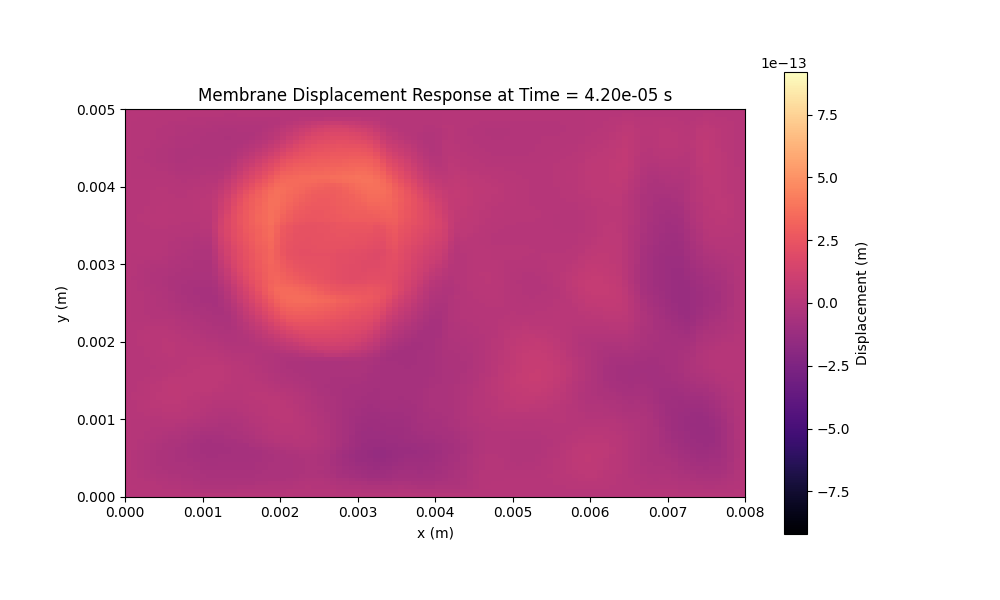 1e−13
Membrane Displacement Response at Time = 4.20e-05 s
0.005
0.004
0.003
0.002
0.001
0.000
y (m)
0.000 0.001 0.002 0.003 0.004 0.005 0.006 0.007 0.008
x (m)
7.5
5.0
2.5
0.0
−2.5
−5.0
−7.5
Displacement (m)